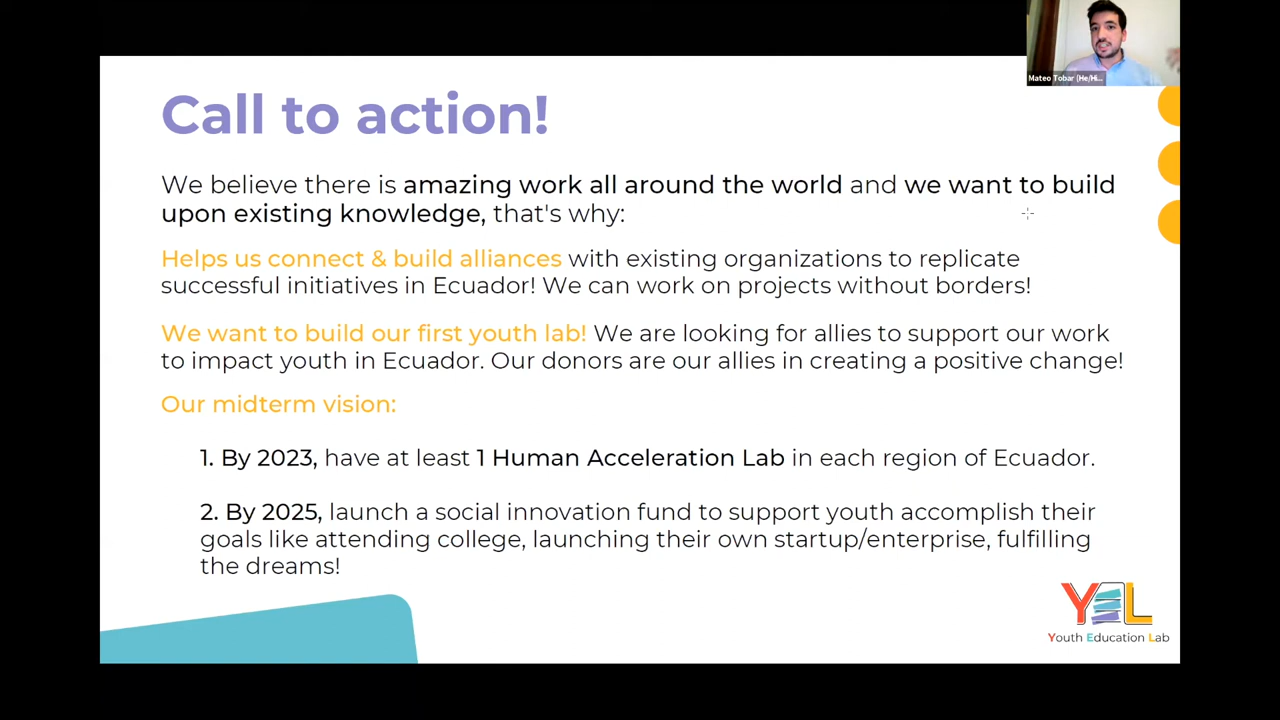 Mateo Tobar (He/Hi...
Call to action!
We believe there is amazing work all around the world and we want to build
upon existing knowledge, that's why:
Helps us connect & build alliances with existing organizations to replicate
successful initiatives in Ecuador! We can work on projects without borders!
We want to build our first youth lab! We are looking for allies to support our work
to impact youth in Ecuador. Our donors are our allies in creating a positive change!
Our midterm vision:
1. By 2023, have at least 1 Human Acceleration Lab in each region of Ecuador.
2. By 2025, launch a social innovation fund to support youth accomplish their
goals like attending college, launching their own startup/enterprise, fulfilling
the dreams!
YEL
Youth Education Lab